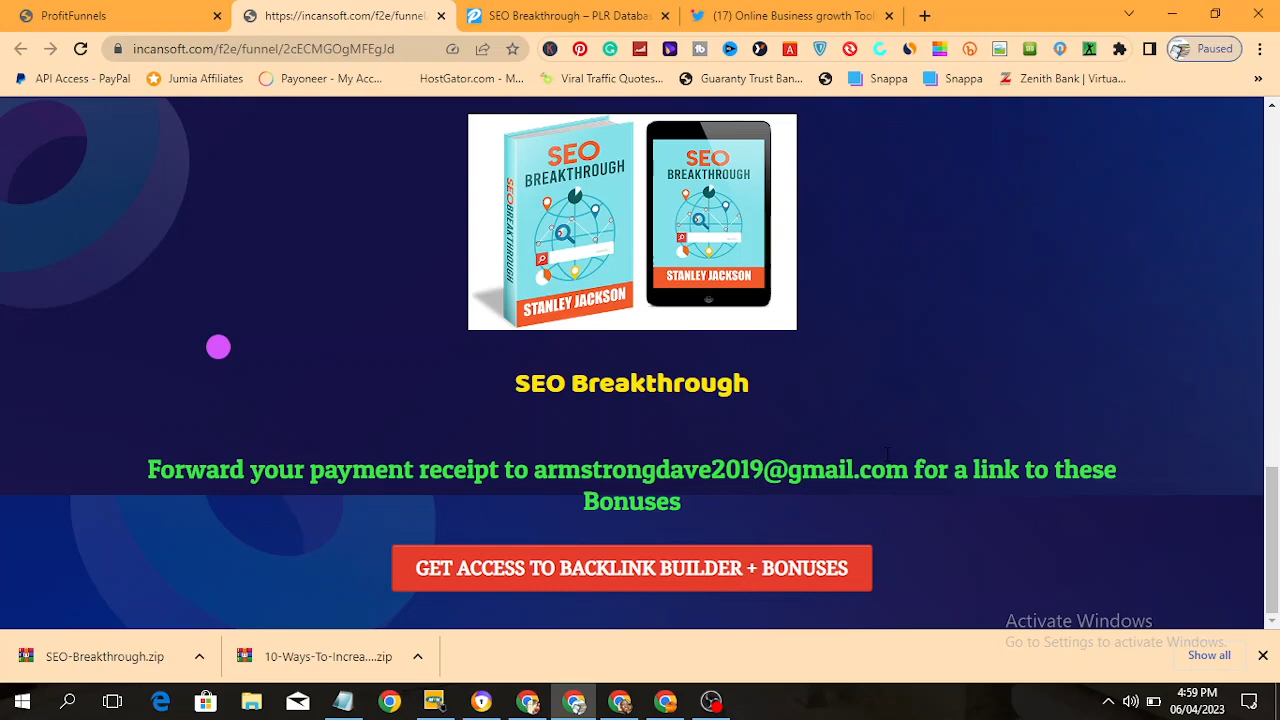 ProfitFunnels
https://incansoft.com/f2e/funnel
SEO Breakthrough – PLR Databas
(17) Online Business growth Tool
incansoft.com/f2e/funnel/2cECMGOgMFEgJd
Paused
API Access - PayPal
Jumia Affiliates
Payoneer - My Acc...
HostGator.com - M...
Viral Traffic Quotes...
Guaranty Trust Ban...
Snappa
Snappa
Zenith Bank | Virtua...
SEO
BREAKTHROUGH
SEO BREAKTHROUGH
STANLEY JACKSON
SEO
BREAKTHROUGH
STANLEY JACKSON
SEO Breakthrough
Forward your payment receipt to armstrongdave2019@gmail.com for a link to these
Bonuses
GET ACCESS TO BACKLINK BUILDER + BONUSES
Activate Windows
Go to Settings to activate Windows.
SEO-Breakthrough.zip
10-Ways-To-Increa....zip
Show all
4:59 PM
06/04/2023